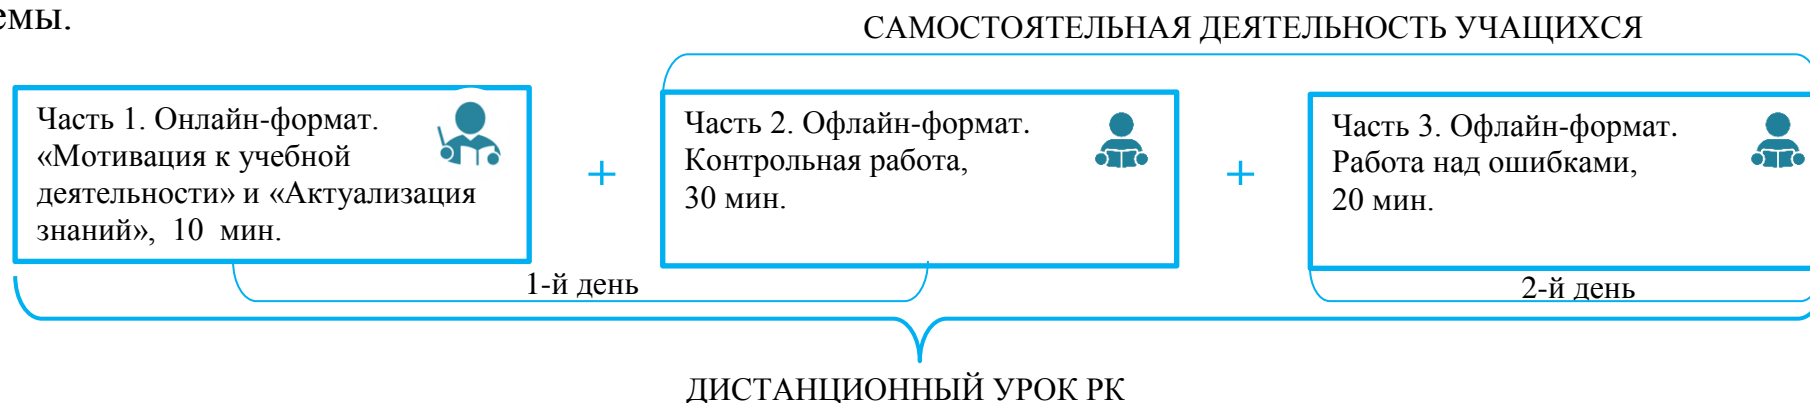 емы.
САМОСТОЯТЕЛЬНАЯ ДЕЯТЕЛЬНОСТЬ УЧАЩИХСЯ
Часть 1. Онлайн-формат.
«Мотивация к учебной
деятельности» и «Актуализация
знаний», 10 мин.
+
Часть 2. Офлайн-формат.
Контрольная работа,
30 мин.
+
Часть 3. Офлайн-формат.
Работа над ошибками,
20 мин.
1-й день
2-й день
ДИСТАНЦИОННЫЙ УРОК РК